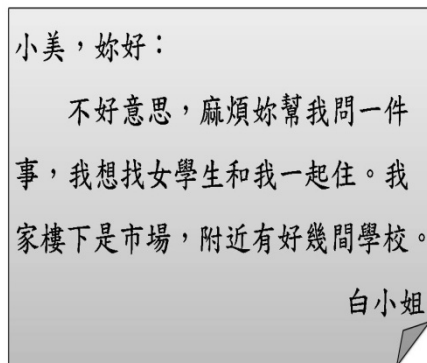 小美，妳好：
不好意思，麻煩妳幫我問一件
事，我想找女學生和我一起住。我
家樓下是市場，附近有好幾間學校。
白小姐